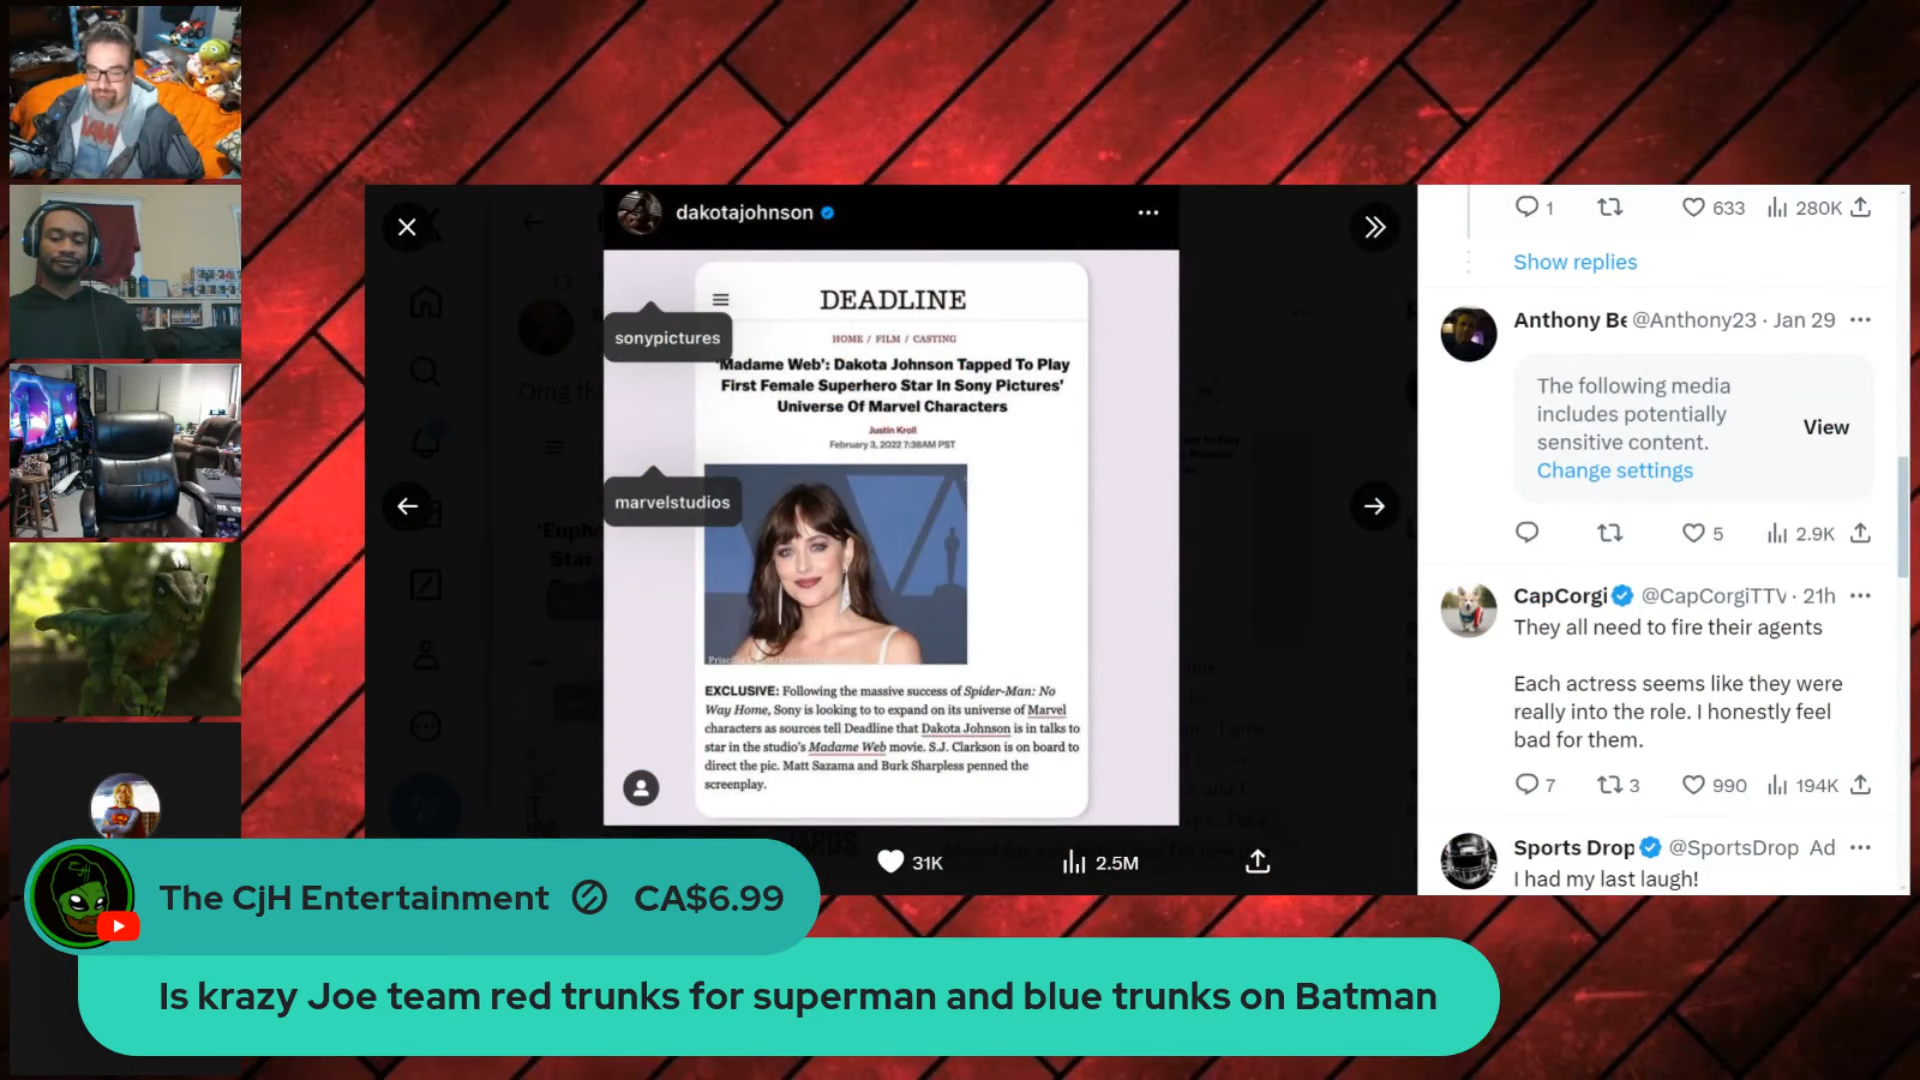 dakotajohnson
DEADLINE
sonypictures
HOME / FILM / CASTING
'Madame Web': Dakota Johnson Tapped To Play
First Female Superhero Star In Sony Pictures'
Universe Of Marvel Characters
Justin Kroll
February 3, 2022 7:38AM PST
marvelstudios
EXCLUSIVE: Following the massive success of Spider-Man: No
Way Home, Sony is looking to to expand on its universe of Marvel
characters as sources tell Deadline that Dakota Johnson is in talks to
star in the studio's Madame Web movie. S.J. Clarkson is on board to
direct the pic. Matt Sazama and Burk Sharpless penned the
screenplay.
31K
2.5M
1
633
280K
Show replies
Anthony Be @Anthony23 · Jan 29
The following media
includes potentially
sensitive content.
View
Change settings
5
2.9K
CapCorgi @CapCorgiTTV · 21h
They all need to fire their agents
Each actress seems like they were
really into the role. I honestly feel
bad for them.
7
3
990
194K
Sports Drop @SportsDrop Ad
I had my last laugh!
The CjH Entertainment CA$6.99
Is krazy Joe team red trunks for superman and blue trunks on Batman